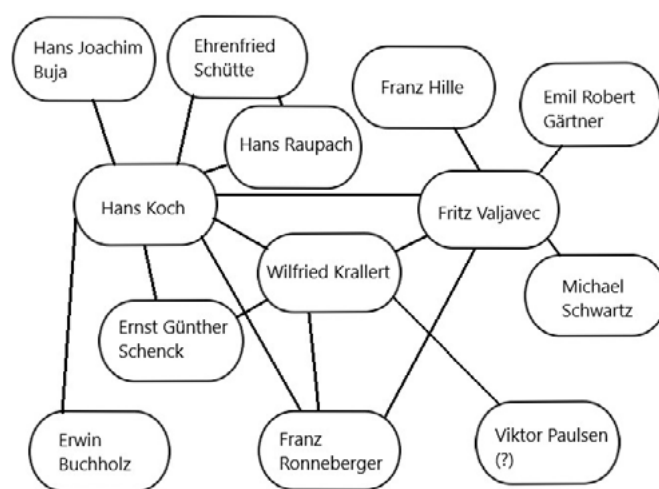 Hans Joachim
Buja
Ehrenfried
Schütte
Franz Hille
Emil Robert
Gärtner
Hans Raupach
Hans Koch
Fritz Valjavec
Wilfried Krallert
Michael
Schwartz
Ernst Günther
Schenck
Erwin
Buchholz
Franz
Ronneberger
Viktor Paulsen
(?)